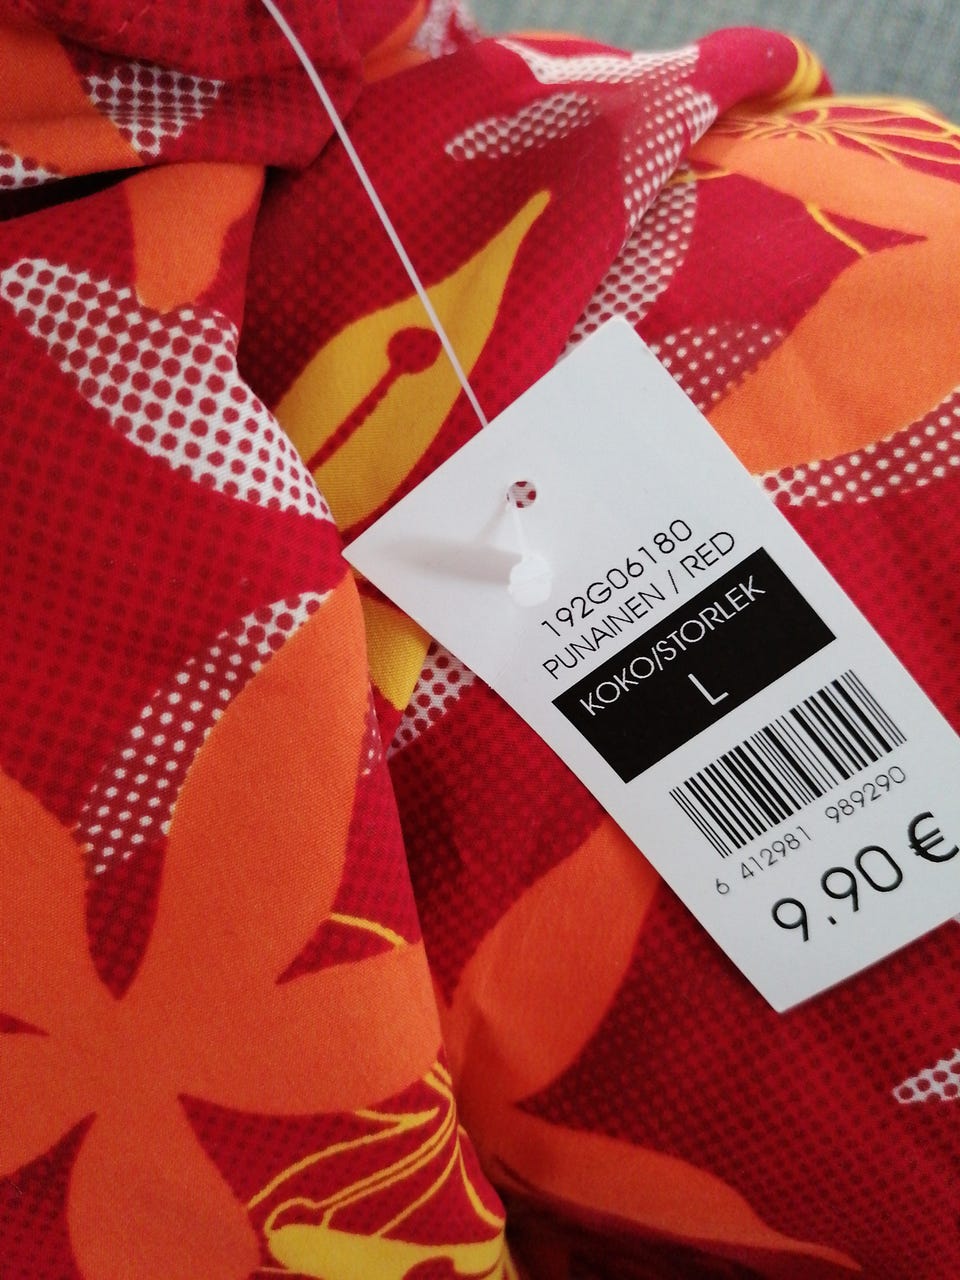 192G06180
PUNAINEN / RED
KOKO/STORLEK
L
6 412981 989290
9.90 €